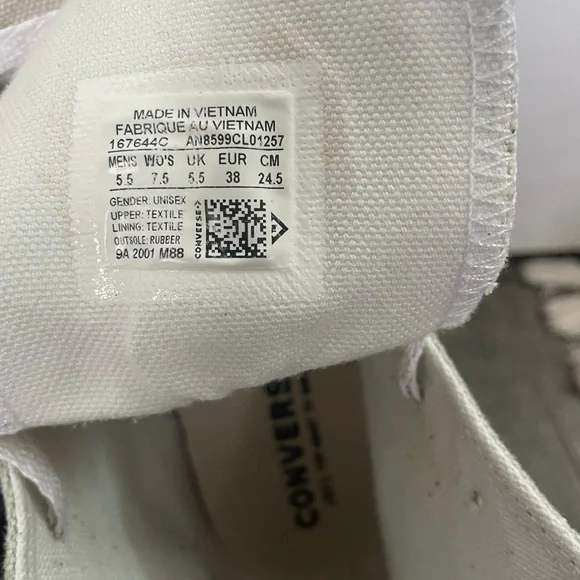 MADE IN VIETNAM
FABRIQUE AU VIETNAM
167644C AN8599CL01257
MENS WO'S UK EUR CM
5.5 7.5 5.5 38 24.5
GENDER: UNISEX
UPPER: TEXTILE
LINING: TEXTILE
OUTSOLE: RUBBER
9A 2001 M88
CONVERSE
CONVERS